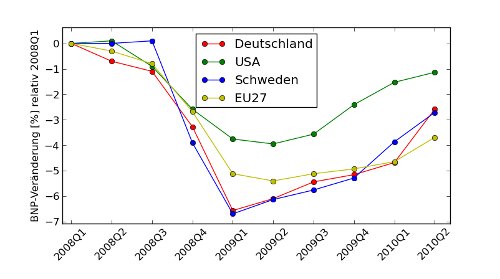 Deutschland
USA
Schweden
EU27
BNP-Veränderung [%] relativ 2008Q1
0
−1
−2
−3
−4
−5
−6
−7
2008Q1
2008Q2
2008Q3
2008Q4
2009Q1
2009Q2
2009Q3
2009Q4
2010Q1
2010Q2